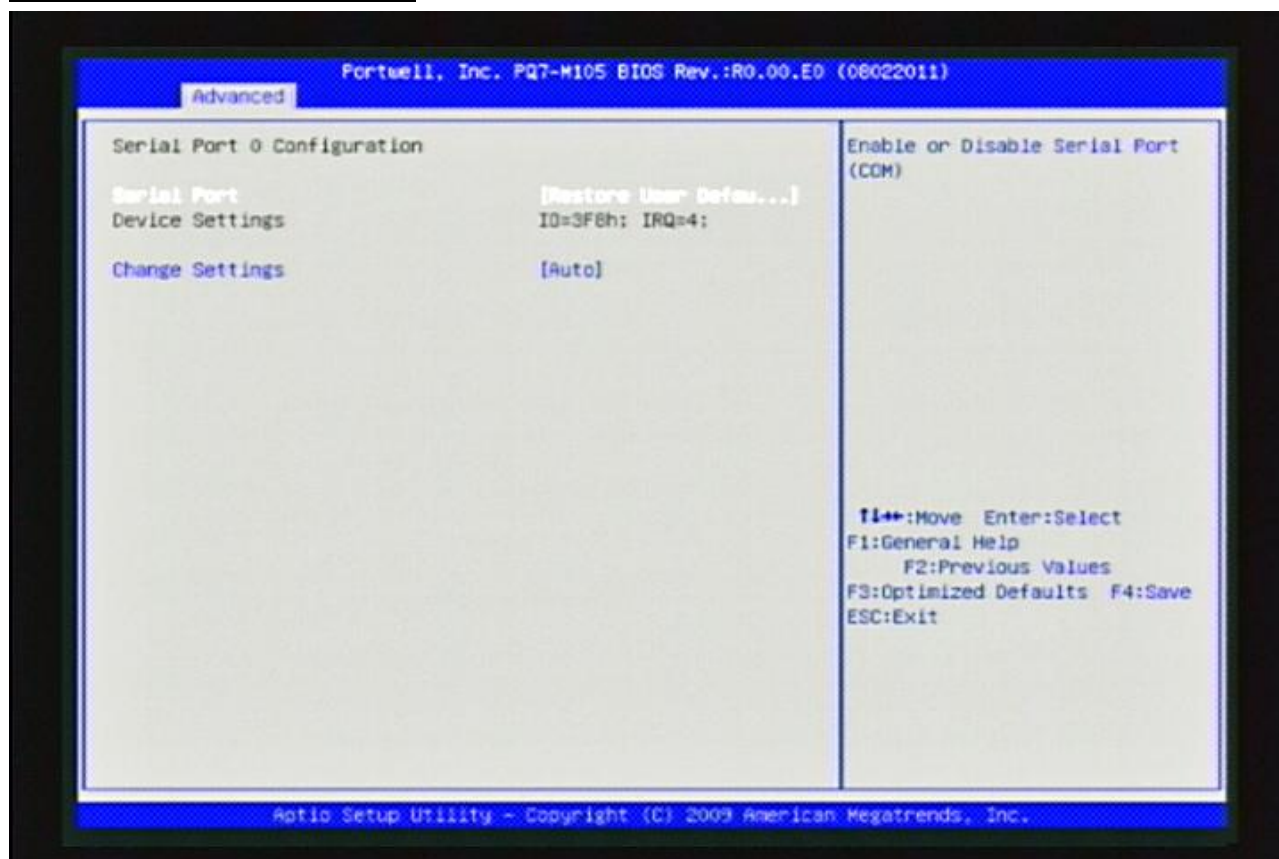 Portwell, Inc. PQ7-M105 BIOS Rev.:R0.00.E0 (08022011)
Advanced
Serial Port 0 Configuration
Serial Port [Restore User Defau...]
Device Settings IO=3F8h; IRQ=4;
Change Settings [Auto]
Enable or Disable Serial Port
(COM)
↑↓→←:Move Enter:Select
F1:General Help
F2:Previous Values
F3:Optimized Defaults F4:Save
ESC:Exit
Aptio Setup Utility - Copyright (C) 2009 American Megatrends, Inc.